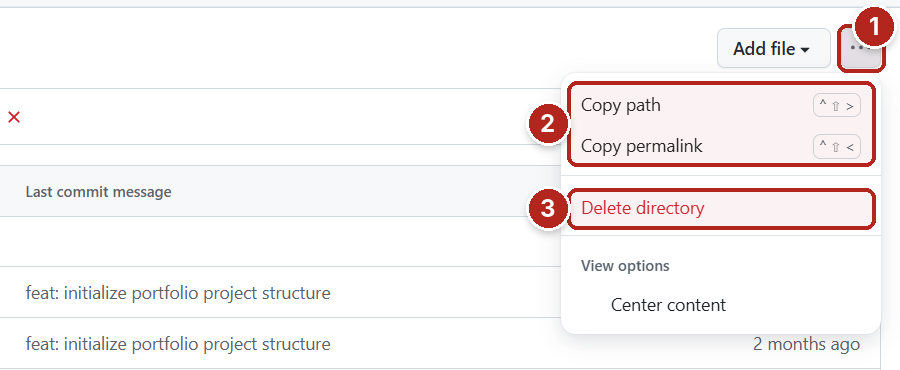 1
Add file
...
2
Copy path ^ ⇧ >
Copy permalink ^ ⇧ <
Last commit message
3
Delete directory
View options
feat: initialize portfolio project structure
Center content
feat: initialize portfolio project structure 2 months ago